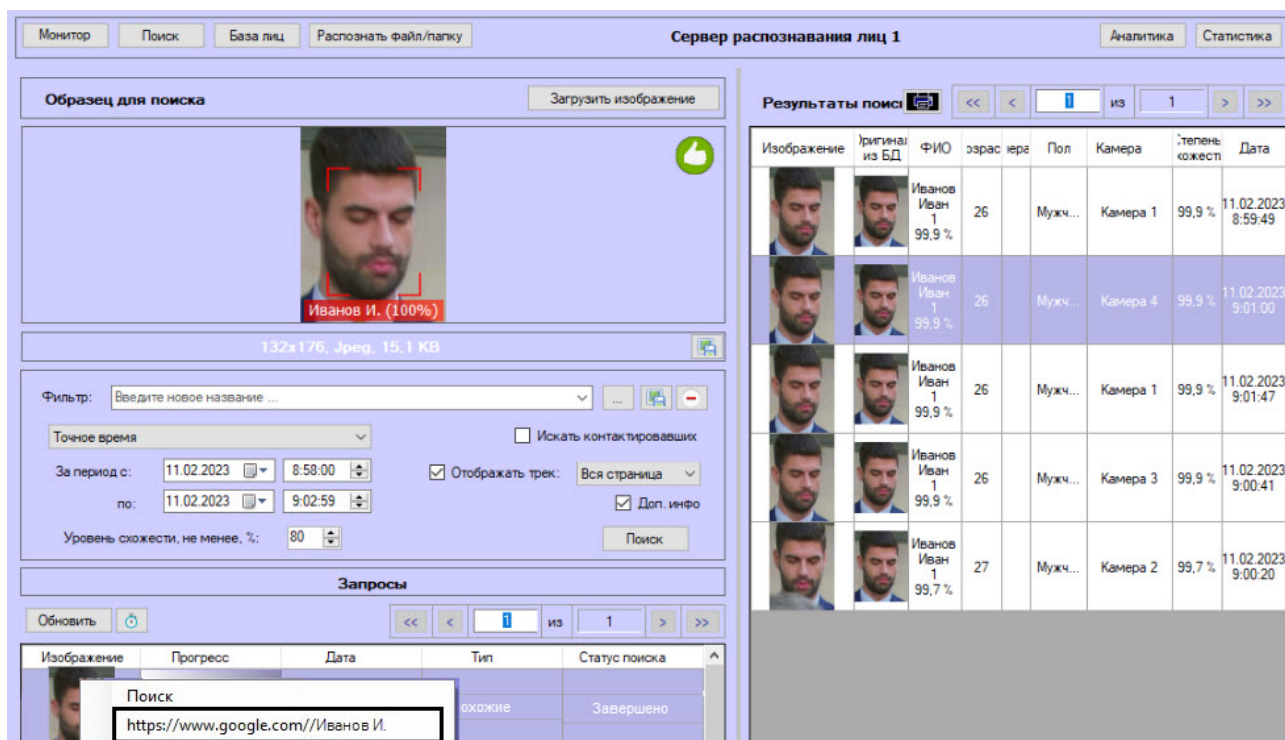 Монитор Поиск База лиц Распознать файл/папку Сервер распознавания лиц 1 Аналитика Статистика
Образец для поиска Загрузить изображение
Иванов И. (100%)
132x176, Jpeg, 15,1 KB
Фильтр: Введите новое название ... ...
Точное время Искать контактировавших
За период с: 11.02.2023 8:58:00 Отображать трек: Вся страница
по: 11.02.2023 9:02:59 Доп. инфо
Уровень схожести, не менее, %: 80 Поиск
Запросы
Обновить << < 1 из 1 > >>
Изображение Прогресс Дата Тип Статус поиска
охожие Завершено
Поиск
https://www.google.com//Иванов И.
Результаты поис << < 1 из 1 > >>
Изображение ригинал из БД ФИО озрас мера Пол Камера тепень хожест Дата
Иванов Иван 1 99,9 % 26 Мужч... Камера 1 99,9 % 11.02.2023 8:59:49
Иванов Иван 1 99,9 % 26 Мужч... Камера 4 99,9 % 11.02.2023 9:01:00
Иванов Иван 1 99,9 % 26 Мужч... Камера 1 99,9 % 11.02.2023 9:01:47
Иванов Иван 1 99,9 % 26 Мужч... Камера 3 99,9 % 11.02.2023 9:00:41
Иванов Иван 1 99,7 % 27 Мужч... Камера 2 99,7 % 11.02.2023 9:00:20